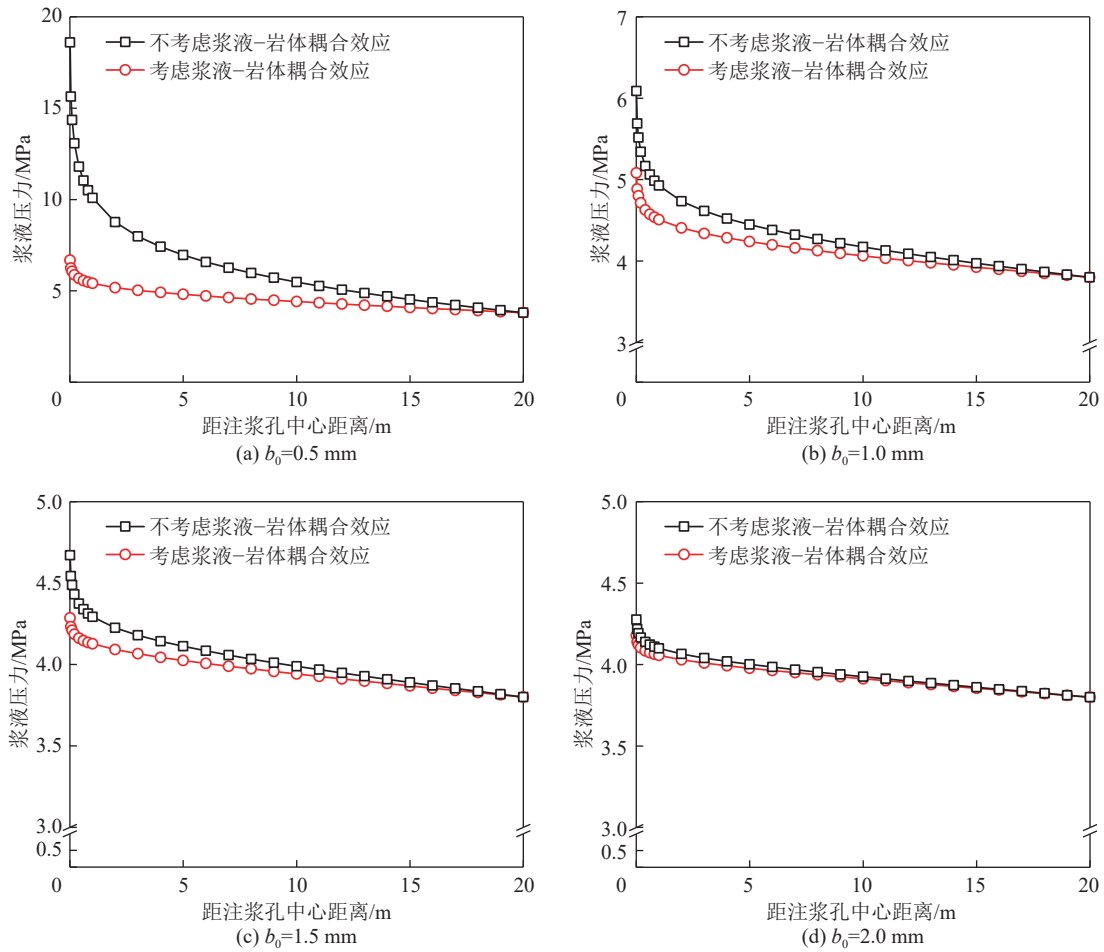 20
15
10
5
0
5
10
15
20
浆液压力/MPa
不考虑浆液–岩体耦合效应
考虑浆液–岩体耦合效应
距注浆孔中心距离/m
(a) b₀=0.5 mm
7
6
5
4
3
0
5
10
15
20
浆液压力/MPa
不考虑浆液–岩体耦合效应
考虑浆液–岩体耦合效应
距注浆孔中心距离/m
(b) b₀=1.0 mm
5.0
4.5
4.0
3.5
3.0
0.5
0
5
10
15
20
浆液压力/MPa
不考虑浆液–岩体耦合效应
考虑浆液–岩体耦合效应
距注浆孔中心距离/m
(c) b₀=1.5 mm
5.0
4.5
4.0
3.5
3.0
0.5
0
5
10
15
20
浆液压力/MPa
不考虑浆液–岩体耦合效应
考虑浆液–岩体耦合效应
距注浆孔中心距离/m
(d) b₀=2.0 mm